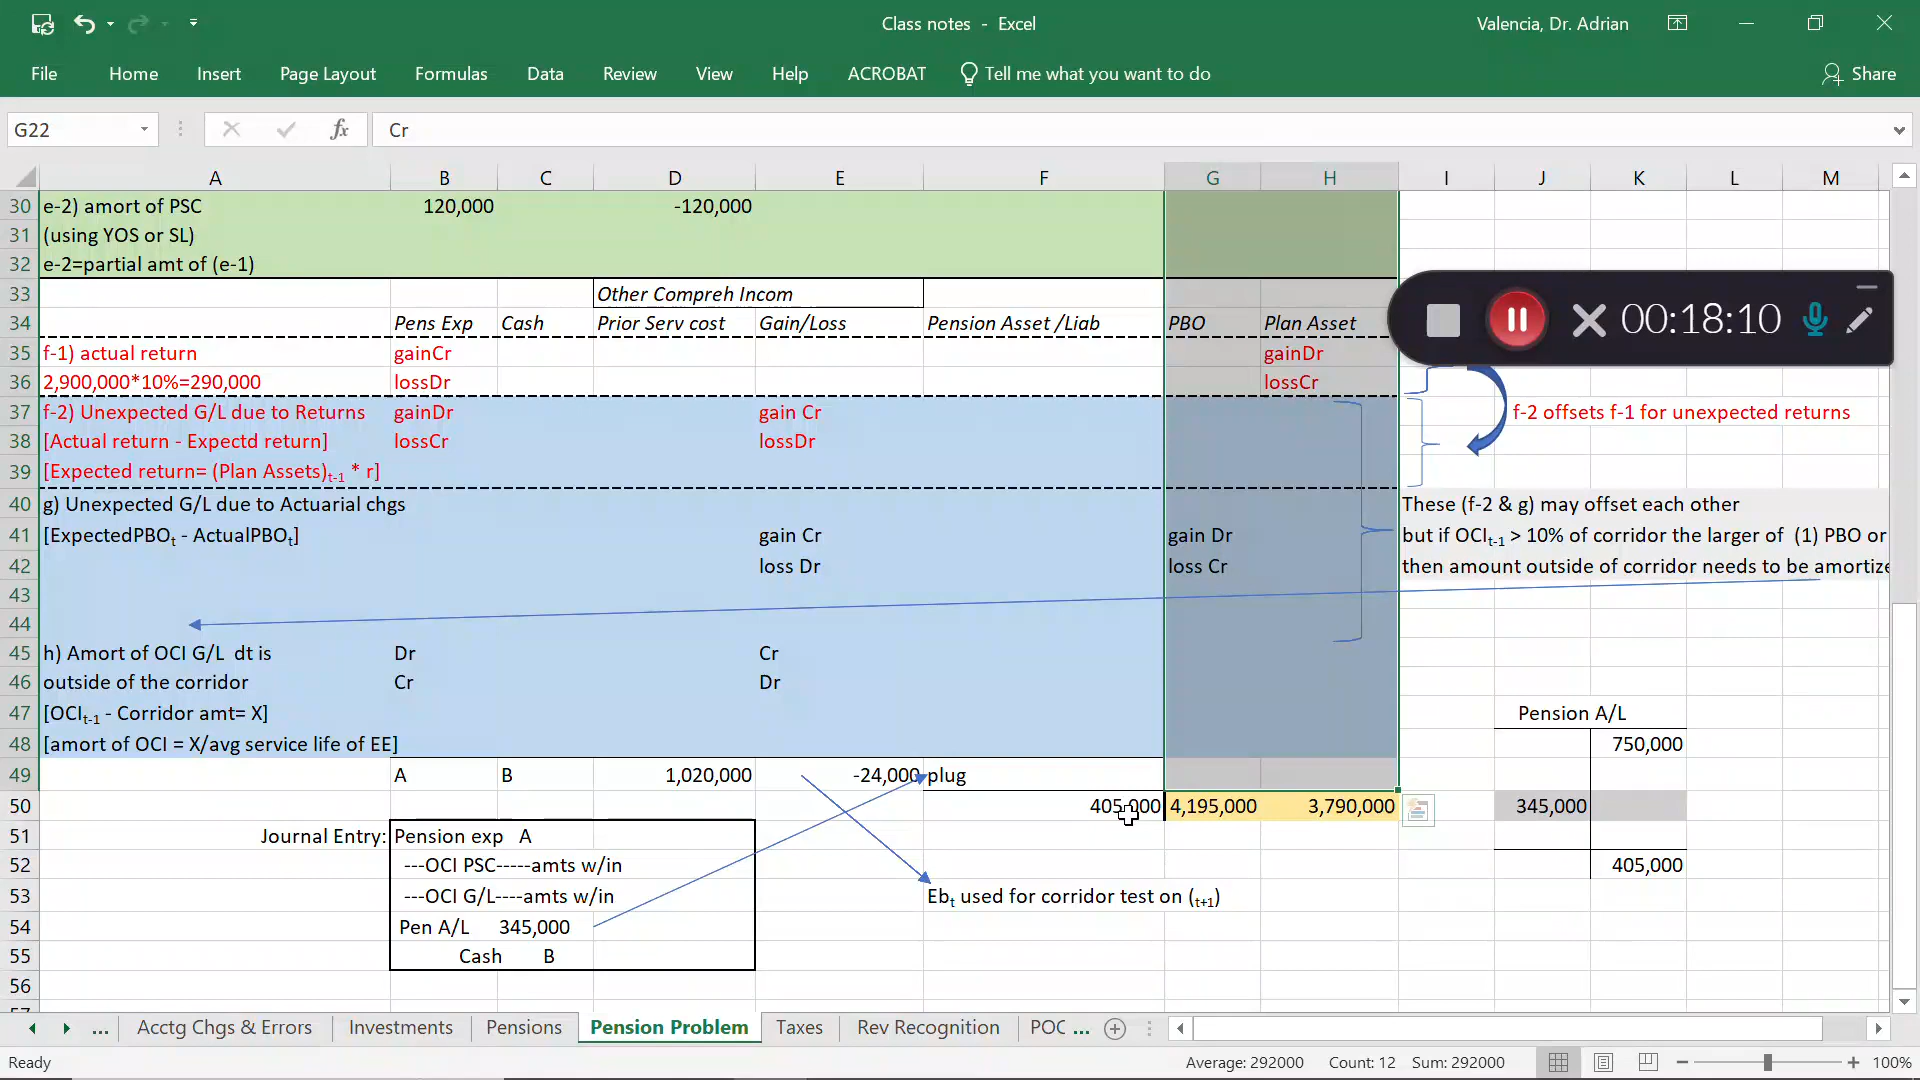 Class notes - Excel
Valencia, Dr. Adrian
File Home Insert Page Layout Formulas Data Review View Help ACROBAT Tell me what you want to do Share
G22 fx Cr
A B C D E F G H I J K L M
30 e-2) amort of PSC 120,000 -120,000
31 (using YOS or SL)
32 e-2=partial amt of (e-1)
33 Other Compreh Incom
34 Pens Exp Cash Prior Serv cost Gain/Loss Pension Asset /Liab PBO Plan Asset
00:18:10
35 f-1) actual return gainCr gainDr
36 2,900,000*10%=290,000 lossDr lossCr
37 f-2) Unexpected G/L due to Returns gainDr gain Cr f-2 offsets f-1 for unexpected returns
38 [Actual return - Expectd return] lossCr lossDr
39 [Expected return= (Plan Assets)t-1 * r]
40 g) Unexpected G/L due to Actuarial chgs These (f-2 & g) may offset each other
41 [ExpectedPBOt - ActualPBOt] gain Cr gain Dr but if OCIt-1 > 10% of corridor the larger of (1) PBO or
42 loss Dr loss Cr then amount outside of corridor needs to be amortize
43
44
45 h) Amort of OCI G/L dt is Dr Cr
46 outside of the corridor Cr Dr
47 [OCIt-1 - Corridor amt= X] Pension A/L
48 [amort of OCI = X/avg service life of EE] 750,000
49 A B 1,020,000 -24,000 plug
50 405,000 4,195,000 3,790,000 345,000
51 Journal Entry: Pension exp A
52 ---OCI PSC-----amts w/in 405,000
53 ---OCI G/L----amts w/in Ebt used for corridor test on (t+1)
54 Pen A/L 345,000
55 Cash B
56
57
... Acctg Chgs & Errors Investments Pensions Pension Problem Taxes Rev Recognition POC ...
Ready Average: 292000 Count: 12 Sum: 292000 100%